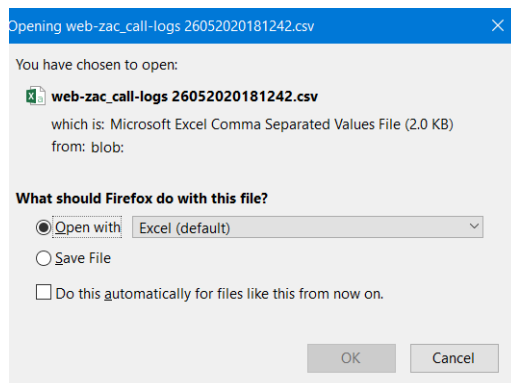 Opening web-zac_call-logs 26052020181242.csv
You have chosen to open:
web-zac_call-logs 26052020181242.csv
which is: Microsoft Excel Comma Separated Values File (2.0 KB)
from: blob:
What should Firefox do with this file?
Open with Excel (default)
Save File
Do this automatically for files like this from now on.
OK Cancel